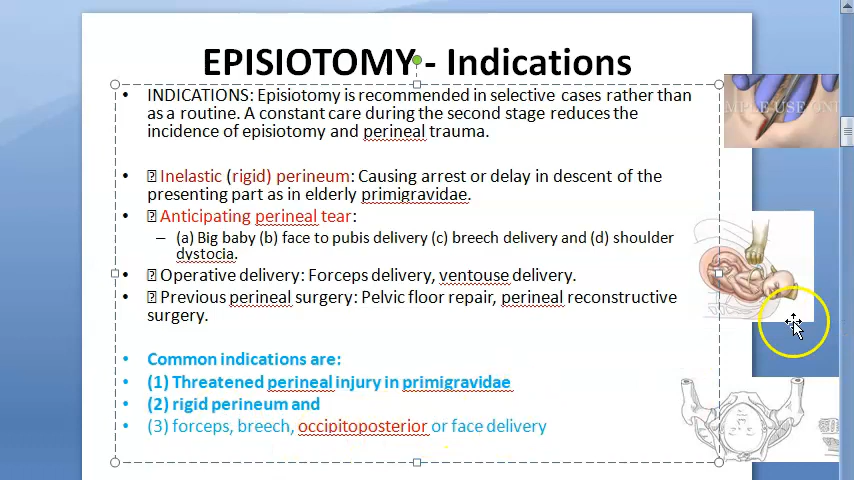 EPISIOTOMY - Indications
• INDICATIONS: Episiotomy is recommended in selective cases rather than
as a routine. A constant care during the second stage reduces the
incidence of episiotomy and perineal trauma.
• Inelastic (rigid) perineum: Causing arrest or delay in descent of the
presenting part as in elderly primigravidae.
• Anticipating perineal tear:
– (a) Big baby (b) face to pubis delivery (c) breech delivery and (d) shoulder
dystocia.
• Operative delivery: Forceps delivery, ventouse delivery.
• Previous perineal surgery: Pelvic floor repair, perineal reconstructive
surgery.
• Common indications are:
• (1) Threatened perineal injury in primigravidae
• (2) rigid perineum and
• (3) forceps, breech, occipitoposterior or face delivery
MPLE USE ONL